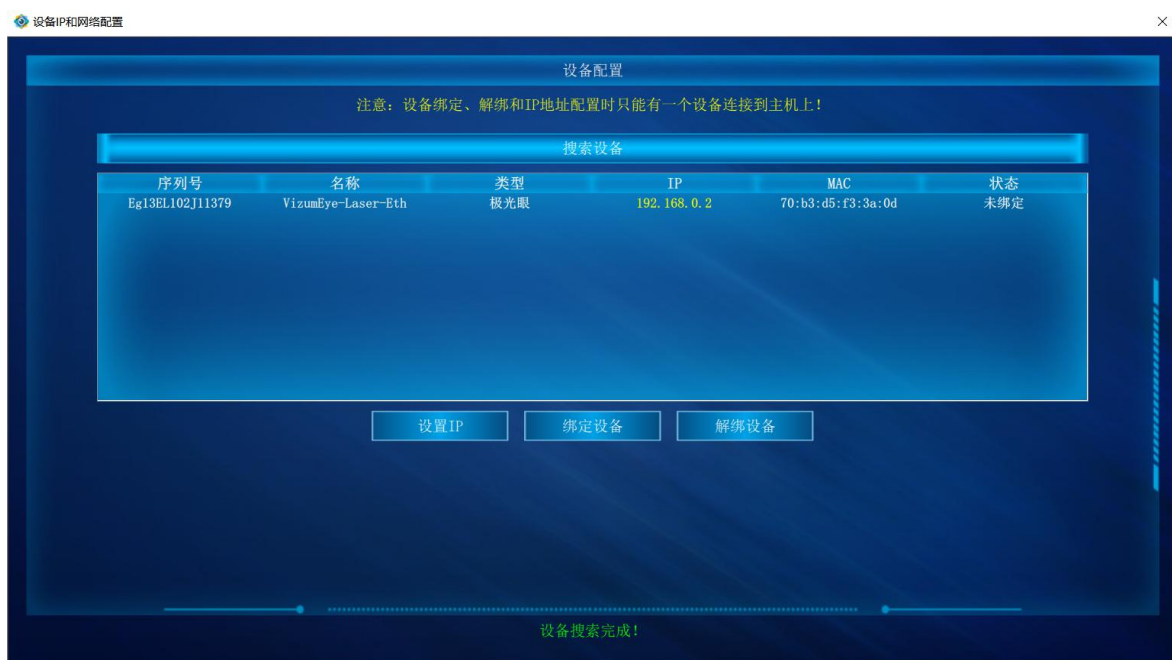 设备IP和网络配置
设备配置
注意：设备绑定、解绑和IP地址配置时只能有一个设备连接到主机上！
搜索设备
序列号 名称 类型 IP MAC 状态
Eg13EL102J11379 VizumEye-Laser-Eth 极光眼 192.168.0.2 70:b3:d5:f3:3a:0d 未绑定
设置IP 绑定设备 解绑设备
设备搜索完成！